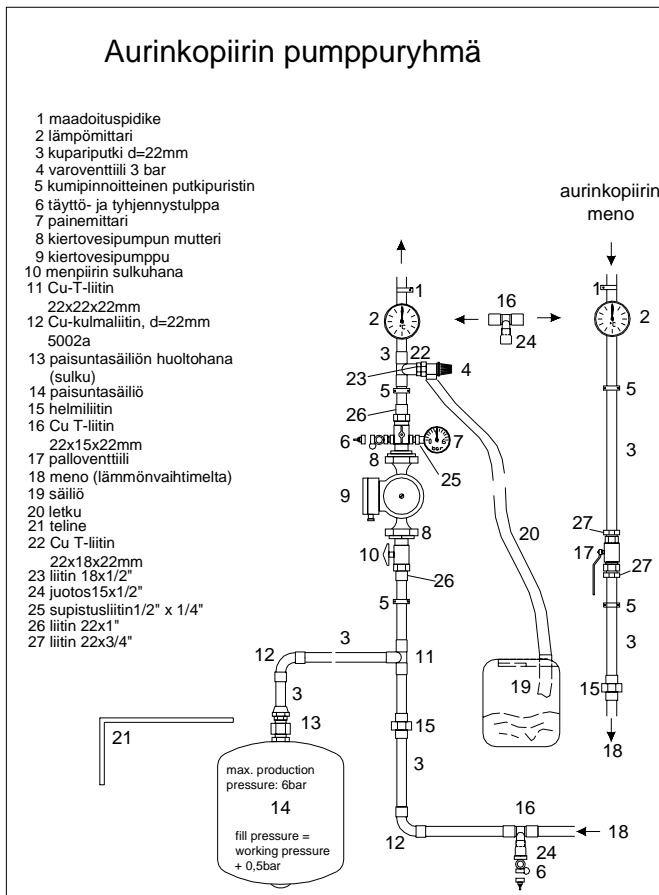 Aurinkopiirin pumppuryhmä
1 maadoituspidike
2 lämpömittari
3 kupariputki d=22mm
4 varoventtiili 3 bar
5 kumipinnoitteinen putkipuristin
6 täyttö- ja tyhjennystulppa
7 painemittari
8 kiertovesipumpun mutteri
9 kiertovesipumppu
10 menpiirin sulkuhana
11 Cu-T-liitin
22x22x22mm
12 Cu-kulmaliitin, d=22mm
5002a
13 paisuntasäiliön huoltohana
(sulku)
14 paisuntasäiliö
15 helmiliitin
16 Cu T-liitin
22x15x22mm
17 palloventtiili
18 meno (lämmönvaihtimelta)
19 säiliö
20 letku
21 teline
22 Cu T-liitin
22x18x22mm
23 liitin 18x1/2"
24 juotos15x1/2"
25 supistusliitin1/2" x 1/4"
26 liitin 22x1"
27 liitin 22x3/4"
aurinkopiirin
meno
1
2
°C
3
22
23
4
5
26
6
7
bar
8
25
9
8
10
26
5
3
12
11
3
13
21
15
3
max. production
pressure: 6bar
14
fill pressure =
working pressure
+ 0,5bar
12
16
18
24
6
16
24
20
19
1
2
°C
5
3
27
17
27
5
3
15
18